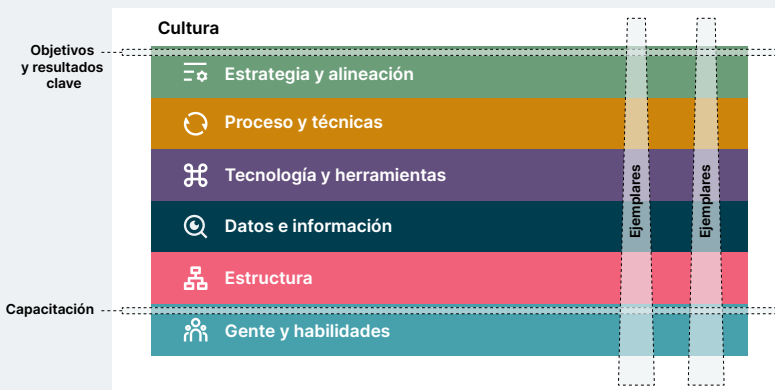 Cultura
Objetivos
y resultados
clave
Estrategia y alineación
Proceso y técnicas
Tecnología y herramientas
Datos e información
Estructura
Capacitación
Gente y habilidades
Ejemplares
Ejemplares